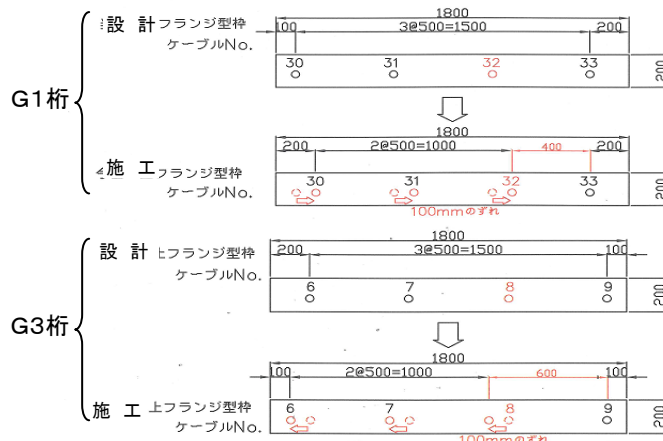 1800
設計 フランジ型枠 100 3@500=1500 200
ケーブルNo. 30 31 32 33 200
G1桁
1800
200 2@500=1000 400 200
施工 フランジ型枠
ケーブルNo. 30 31 32 33 200
100mmのずれ
1800
設計 上フランジ型枠 200 3@500=1500 100
ケーブルNo. 6 7 8 9 200
G3桁
1800
100 2@500=1000 600 100
施工 上フランジ型枠 6 7 8 9
ケーブルNo. 200
100mmのずれ